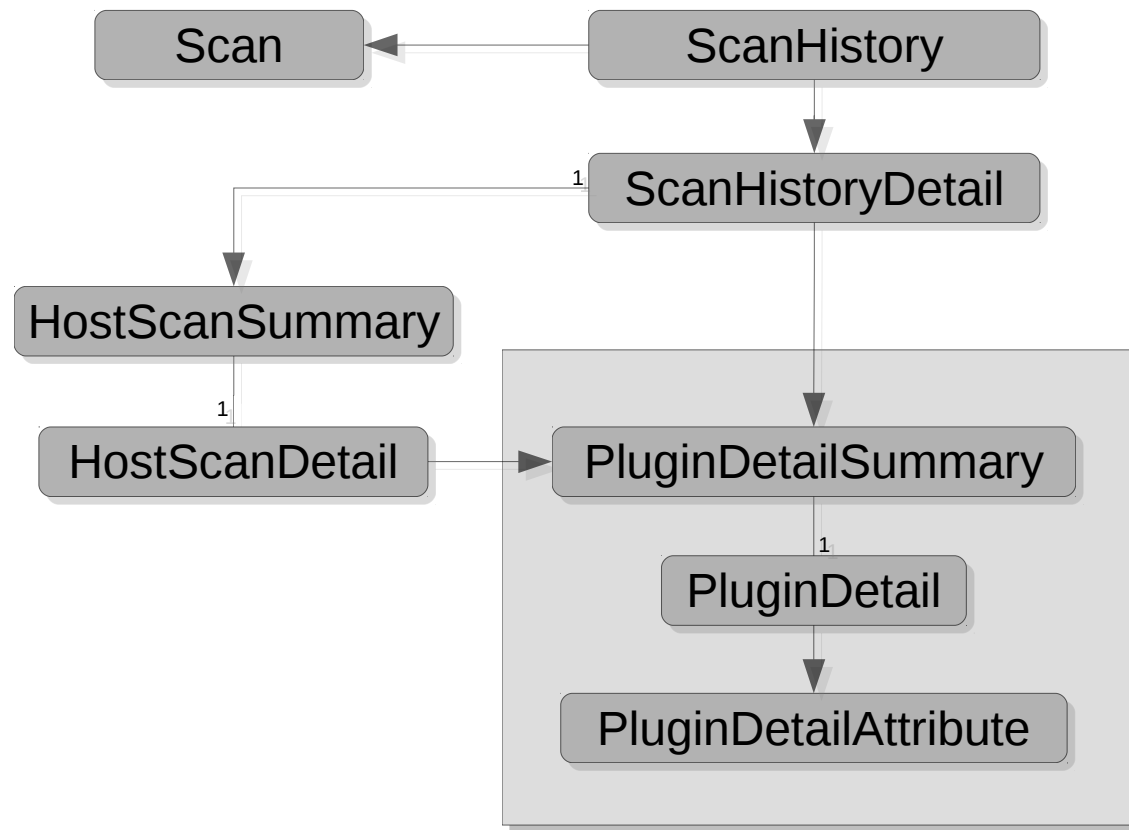 Scan
ScanHistory
1
ScanHistoryDetail
HostScanSummary
1
HostScanDetail
PluginDetailSummary
1
PluginDetail
PluginDetailAttribute